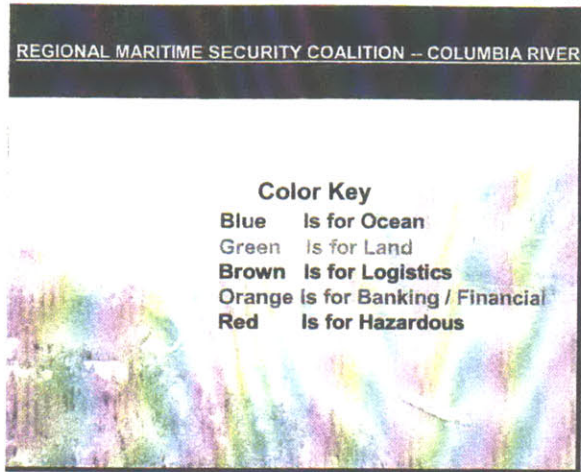 REGIONAL MARITIME SECURITY COALITION -- COLUMBIA RIVER
Color Key
Blue Is for Ocean
Green Is for Land
Brown Is for Logistics
Orange Is for Banking / Financial
Red Is for Hazardous